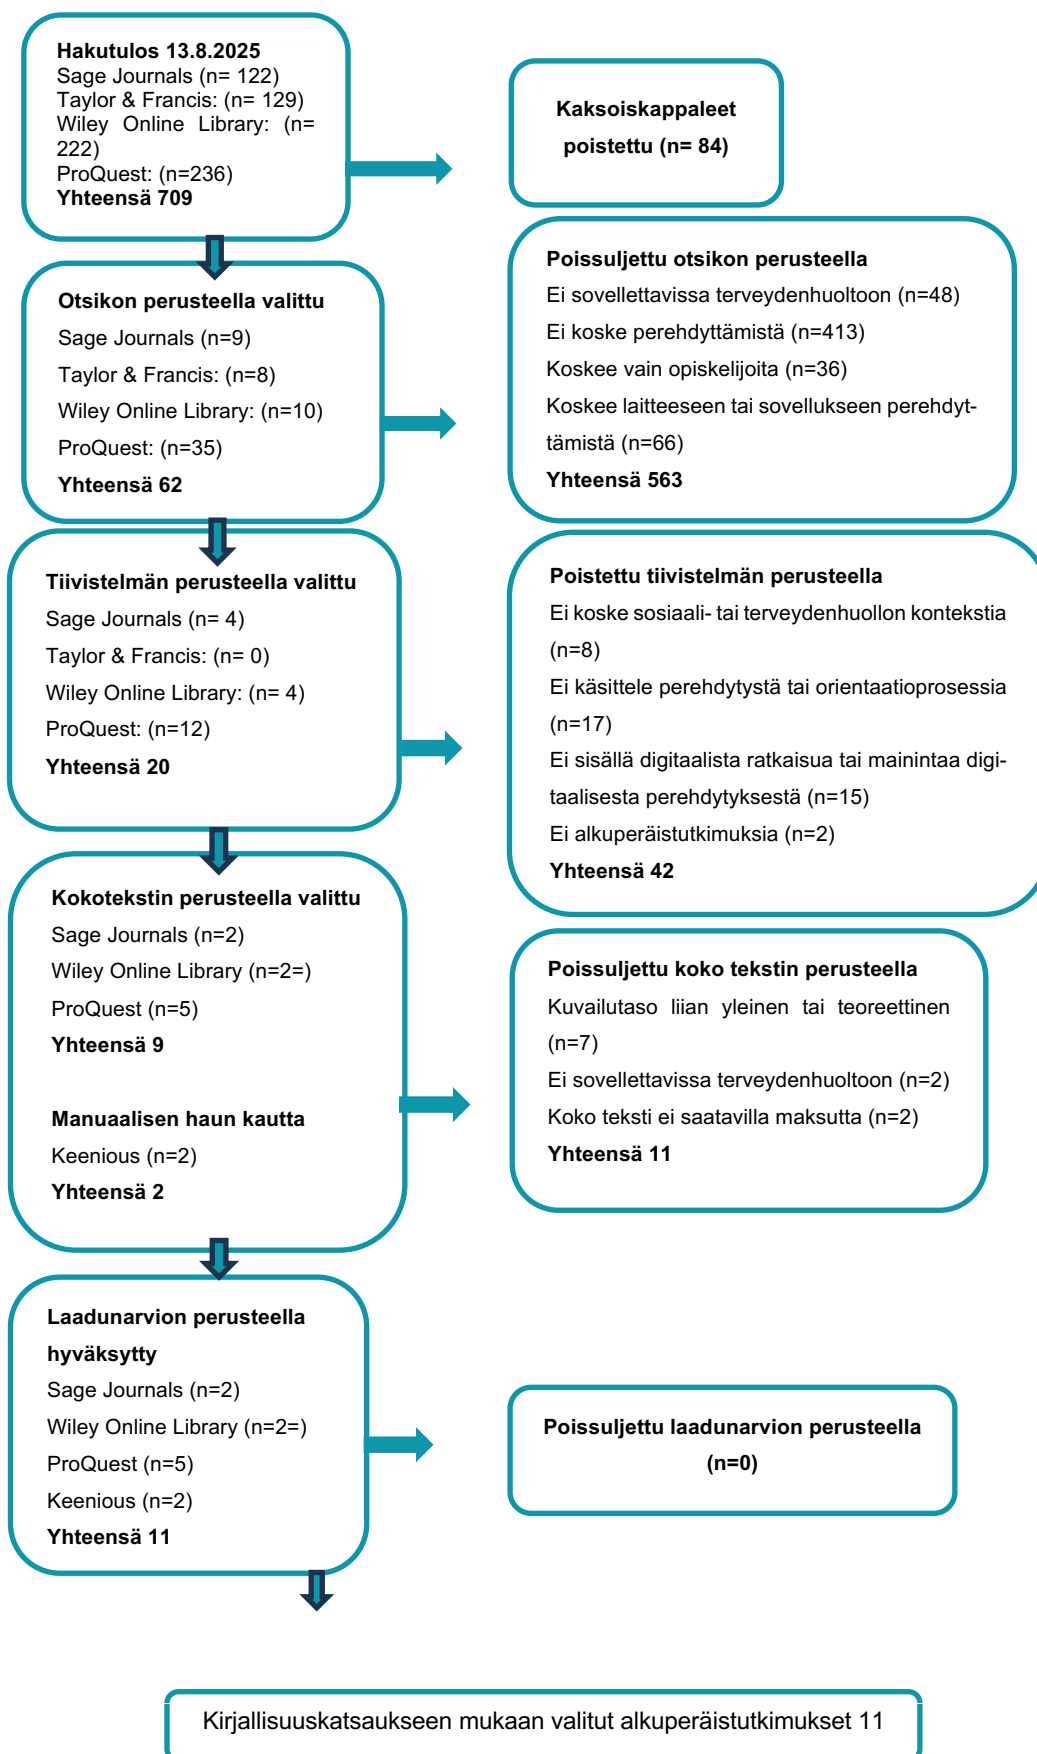 Hakutulos 13.8.2025
Sage Journals (n= 122)
Taylor & Francis: (n= 129)
Wiley Online Library: (n=
222)
ProQuest: (n=236)
Yhteensä 709
Kaksoiskappaleet
poistettu (n= 84)
Otsikon perusteella valittu
Sage Journals (n=9)
Taylor & Francis: (n=8)
Wiley Online Library: (n=10)
ProQuest: (n=35)
Yhteensä 62
Poissuljettu otsikon perusteella
Ei sovellettavissa terveydenhuoltoon (n=48)
Ei koske perehdyttämistä (n=413)
Koskee vain opiskelijoita (n=36)
Koskee laitteeseen tai sovellukseen perehdyt-
tämistä (n=66)
Yhteensä 563
Tiivistelmän perusteella valittu
Sage Journals (n= 4)
Taylor & Francis: (n= 0)
Wiley Online Library: (n= 4)
ProQuest: (n=12)
Yhteensä 20
Poistettu tiivistelmän perusteella
Ei koske sosiaali- tai terveydenhuollon kontekstia
(n=8)
Ei käsittele perehdytystä tai orientaatioprosessia
(n=17)
Ei sisällä digitaalista ratkaisua tai mainintaa digi-
taalisesta perehdytyksestä (n=15)
Ei alkuperäistutkimuksia (n=2)
Yhteensä 42
Kokotekstin perusteella valittu
Sage Journals (n=2)
Wiley Online Library (n=2=)
ProQuest (n=5)
Yhteensä 9
Manuaalisen haun kautta
Keenious (n=2)
Yhteensä 2
Poissuljettu koko tekstin perusteella
Kuvailutaso liian yleinen tai teoreettinen
(n=7)
Ei sovellettavissa terveydenhuoltoon (n=2)
Koko teksti ei saatavilla maksutta (n=2)
Yhteensä 11
Laadunarvion perusteella
hyväksytty
Sage Journals (n=2)
Wiley Online Library (n=2=)
ProQuest (n=5)
Keenious (n=2)
Yhteensä 11
Poissuljettu laadunarvion perusteella
(n=0)
Kirjallisuuskatsaukseen mukaan valitut alkuperäistutkimukset 11